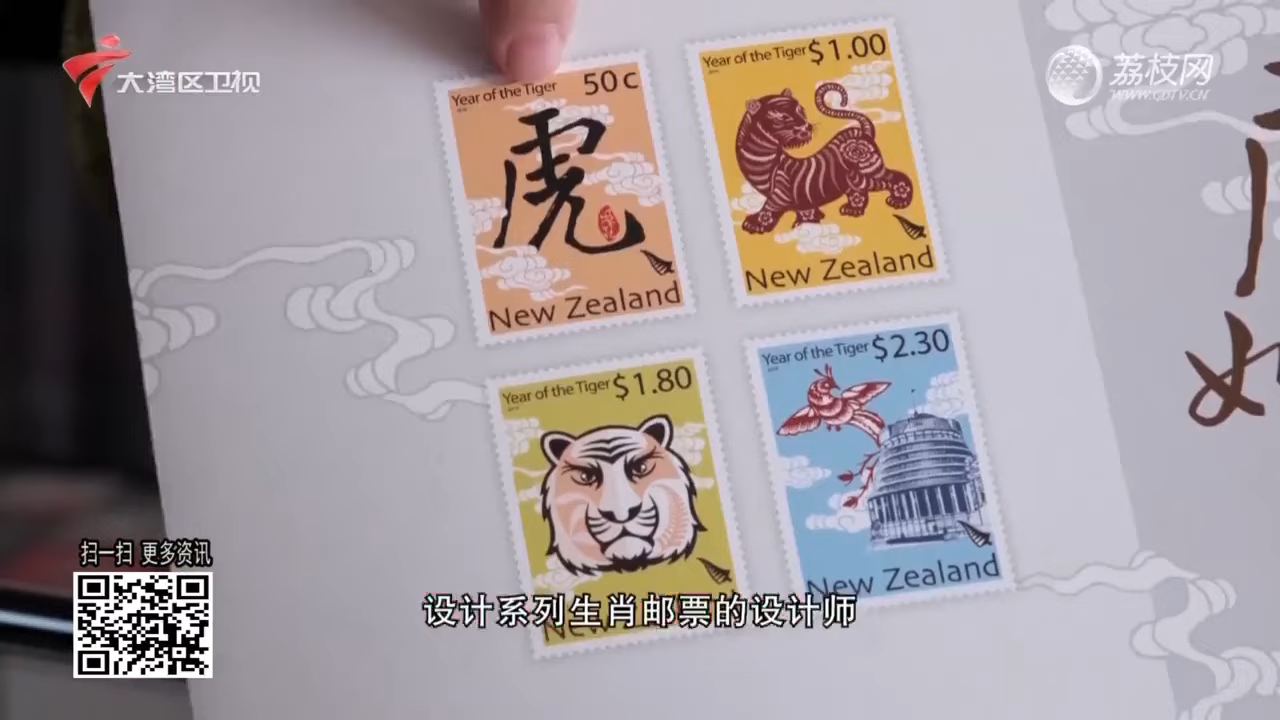 大湾区卫视
荔枝网
WWW.GDTV.CN
Year of the Tiger 50c
虎
New Zealand
Year of the Tiger $1.00
New Zealand
Year of the Tiger $1.80
Year of the Tiger $2.30
New Zealand
如
扫一扫 更多资讯
设计系列生肖邮票的设计师